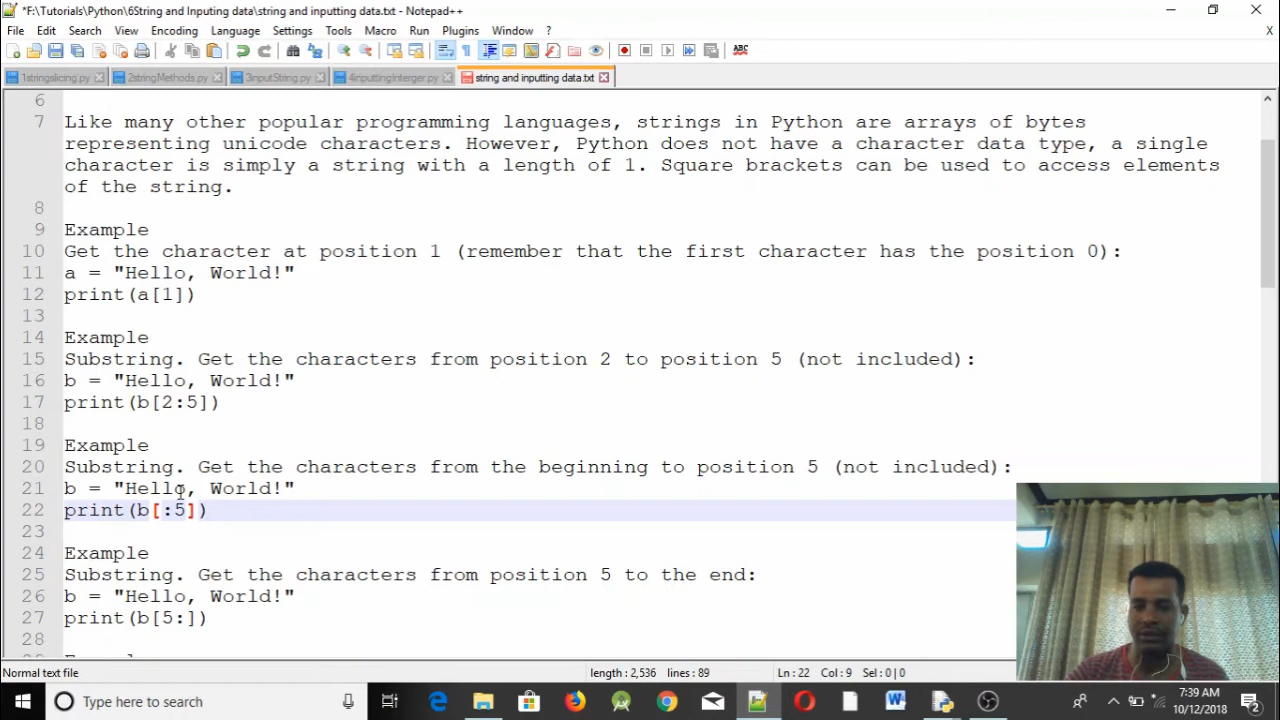 *F:\Tutorials\Python\6String and Inputing data\string and inputting data.txt - Notepad++
File Edit Search View Encoding Language Settings Tools Macro Run Plugins Window ? X
ABC
1stringslicing.py 2stringMethods.py 3inputString.py 4inputtingInterger.py string and inputting data.txt
6
7 Like many other popular programming languages, strings in Python are arrays of bytes
representing unicode characters. However, Python does not have a character data type, a single
character is simply a string with a length of 1. Square brackets can be used to access elements
of the string.
8
9 Example
10 Get the character at position 1 (remember that the first character has the position 0):
11 a = "Hello, World!"
12 print(a[1])
13
14 Example
15 Substring. Get the characters from position 2 to position 5 (not included):
16 b = "Hello, World!"
17 print(b[2:5])
18
19 Example
20 Substring. Get the characters from the beginning to position 5 (not included):
21 b = "Hello, World!"
22 print(b[:5])
23
24 Example
25 Substring. Get the characters from position 5 to the end:
26 b = "Hello, World!"
27 print(b[5:])
28
Normal text file length : 2,536 lines : 89 Ln : 22 Col : 9 Sel : 0 | 0
Type here to search
7:39 AM
10/12/2018
2